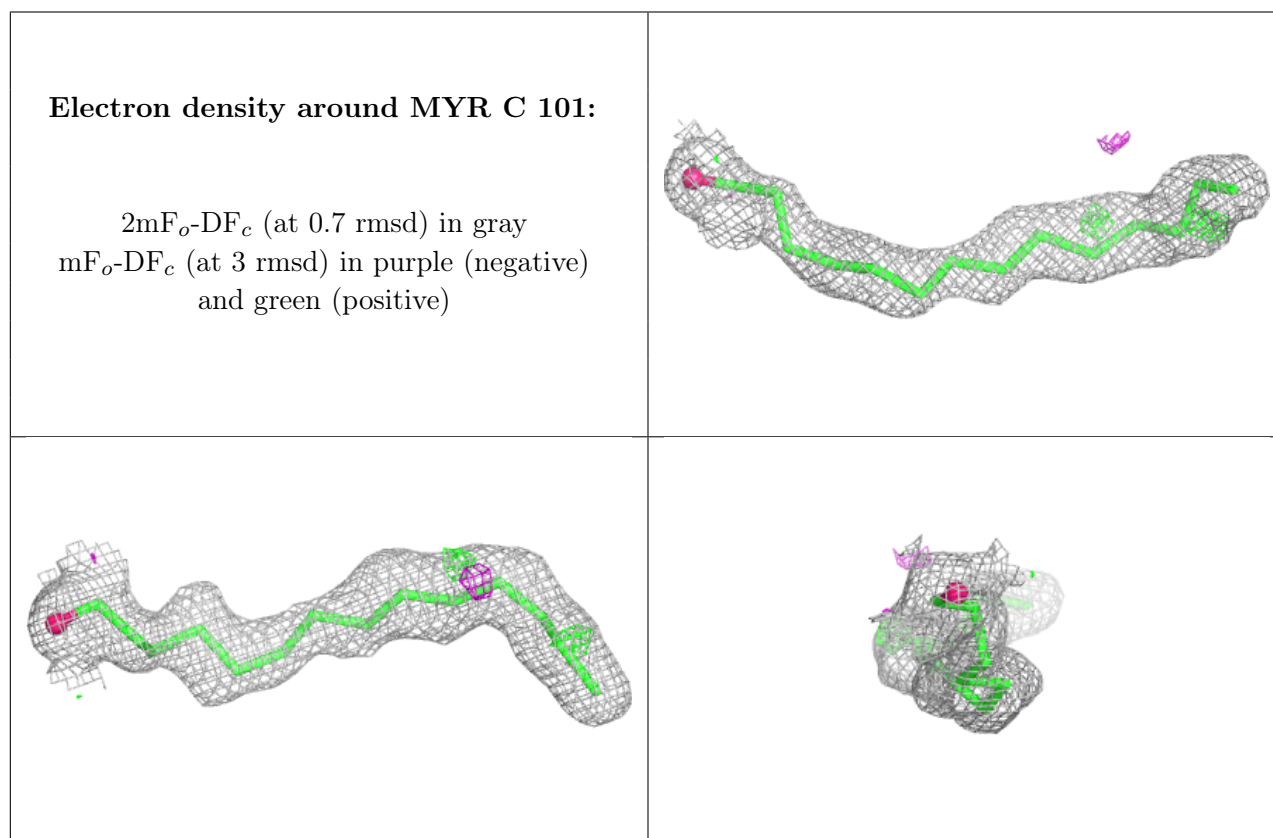 Electron density around MYR C 101:
2mFo-DFc (at 0.7 rmsd) in gray
mFo-DFc (at 3 rmsd) in purple (negative)
and green (positive)